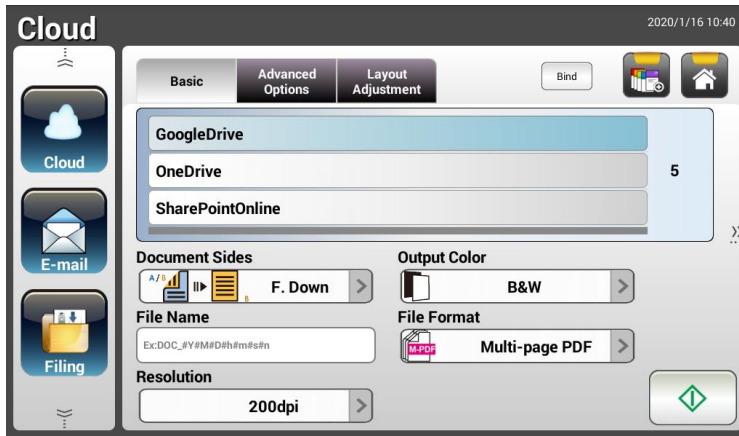 Cloud
2020/1/16 10:40
Basic
Advanced
Options
Layout
Adjustment
Bind
Cloud
E-mail
Filing
GoogleDrive
OneDrive
SharePointOnline
5
Document Sides
A/B
B
F. Down
Output Color
B&W
File Name
Ex:DOC_#Y#M#D#h#m#s#n
File Format
M-PDF
Multi-page PDF
Resolution
200dpi